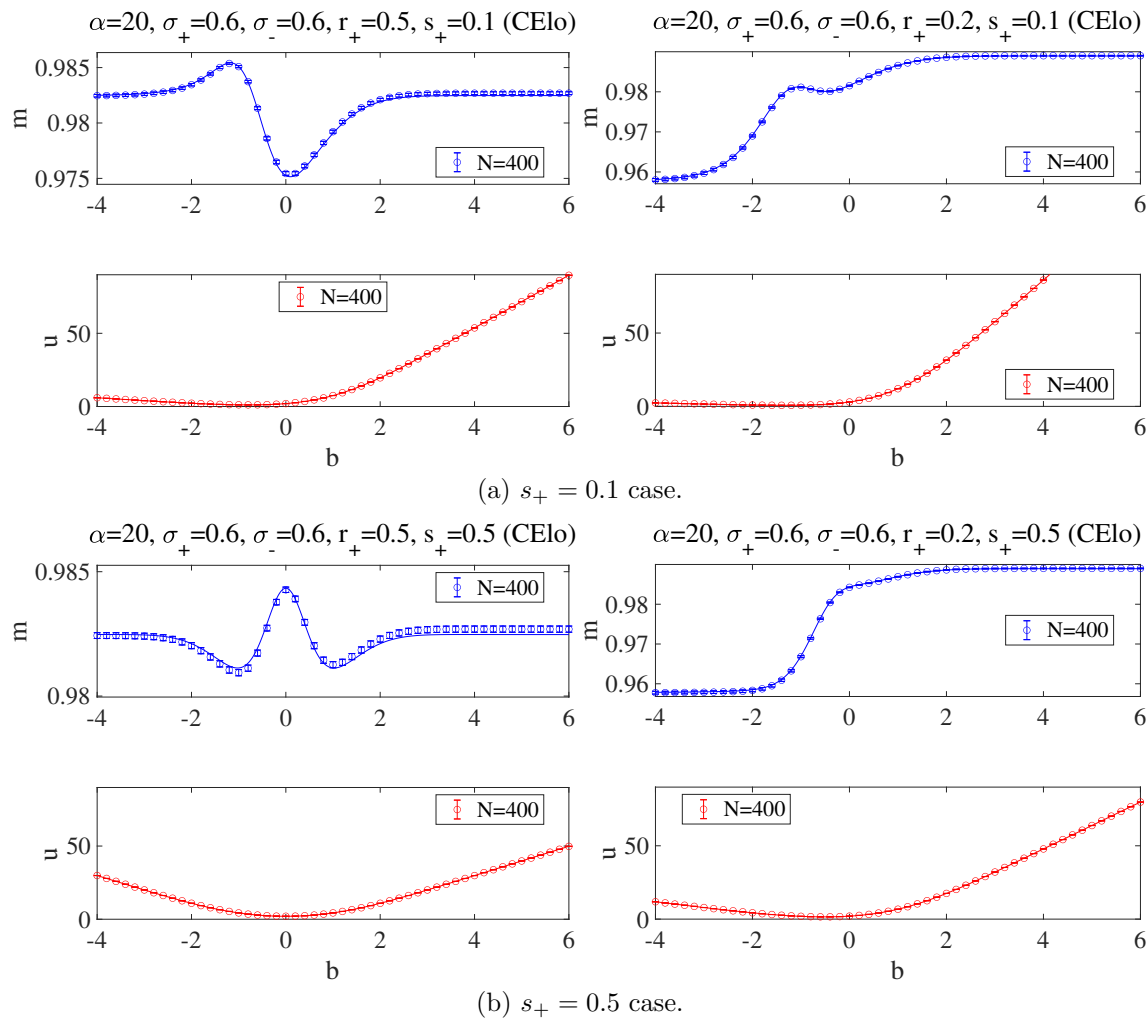 α=20, σ₊=0.6, σ₋=0.6, r₊=0.5, s₊=0.1 (CElo)
0.985
0.98
0.975
m
N=400
-4 -2 0 2 4 6
α=20, σ₊=0.6, σ₋=0.6, r₊=0.2, s₊=0.1 (CElo)
0.98
0.97
0.96
m
N=400
-4 -2 0 2 4 6
50
0
u
N=400
-4 -2 0 2 4 6
b
50
0
u
N=400
-4 -2 0 2 4 6
b
(a) s₊ = 0.1 case.
α=20, σ₊=0.6, σ₋=0.6, r₊=0.5, s₊=0.5 (CElo)
0.985
0.98
m
N=400
-4 -2 0 2 4 6
α=20, σ₊=0.6, σ₋=0.6, r₊=0.2, s₊=0.5 (CElo)
0.98
0.97
0.96
m
N=400
-4 -2 0 2 4 6
50
0
u
N=400
-4 -2 0 2 4 6
b
50
0
u
N=400
-4 -2 0 2 4 6
b
(b) s₊ = 0.5 case.